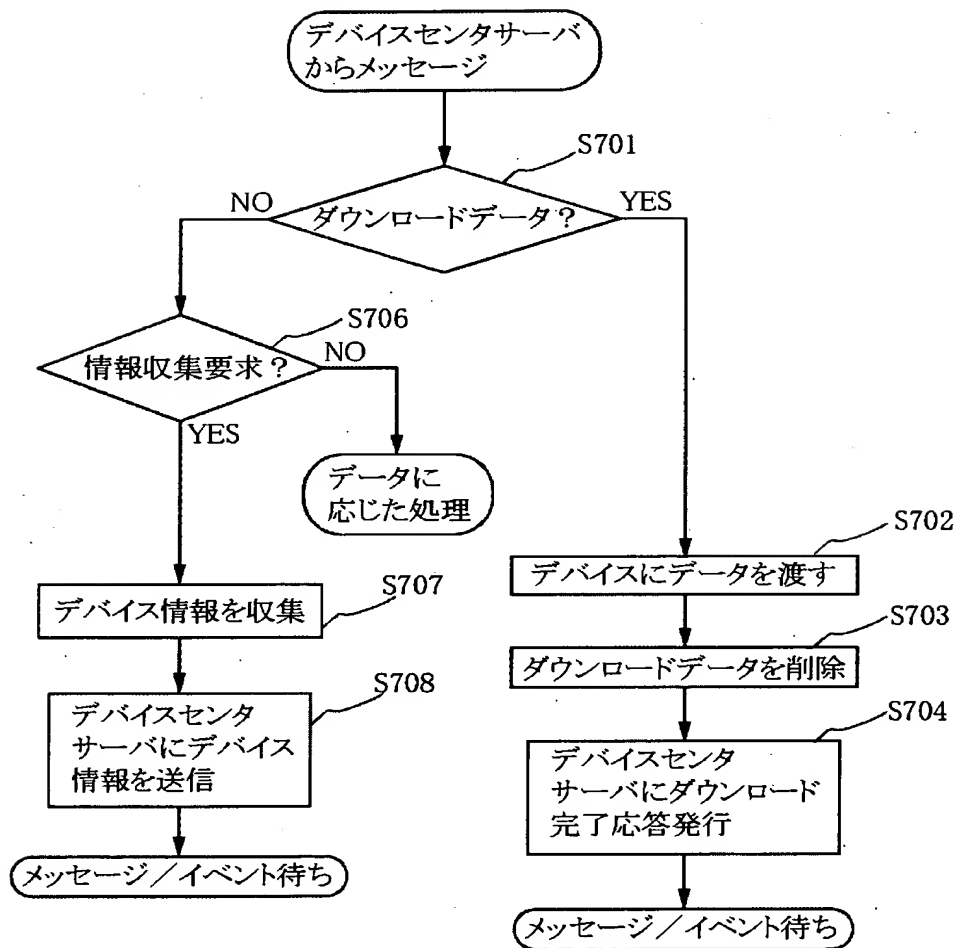 デバイスセンタサーバ
からメッセージ
S701
NO
ダウンロードデータ?
YES
S706
情報収集要求?
NO
YES
データに
応じた処理
S702
デバイスにデータを渡す
S707
デバイス情報を収集
S703
ダウンロードデータを削除
S708
デバイスセンタ
サーバにデバイス
情報を送信
S704
デバイスセンタ
サーバにダウンロード
完了応答発行
メッセージ/イベント待ち
メッセージ/イベント待ち